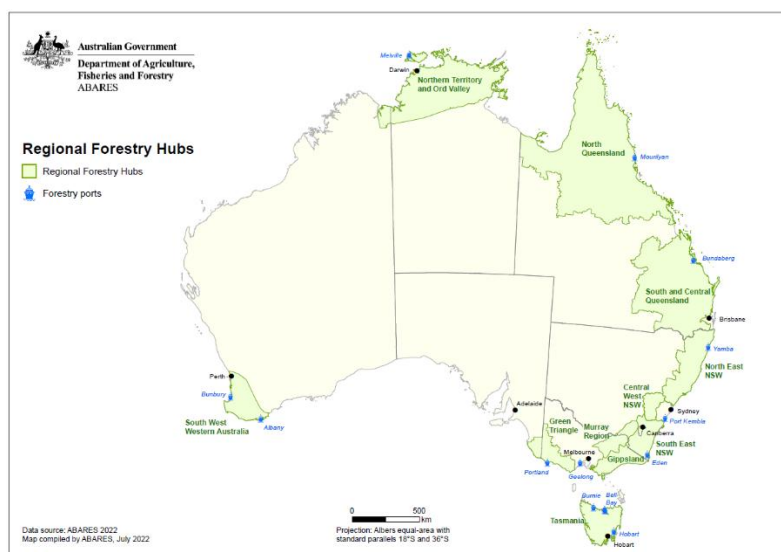 Australian Government
Department of Agriculture,
Fisheries and Forestry
ABARES
Regional Forestry Hubs
Regional Forestry Hubs
Forestry ports
Melville
Darwin
Northern Territory
and Ord Valley
North
Queensland
Mourilyan
Bundaberg
South and Central
Queensland
Brisbane
Yamba
North East
NSW
Central
West NSW
Perth
Bunbury
South West
Western Australia
Albany
Adelaide
Sydney
Port Kembla
Canberra
South East
NSW
Green
Triangle
Murray
Region
Melbourne
Gippsland
Eden
Portland
Geelong
Burnie
Bell
Bay
Tasmania
Hobart
Hobart
0 500
km
Projection: Albers equal-area with
standard parallels 18°S and 36°S
Data source: ABARES 2022
Map compiled by ABARES, July 2022